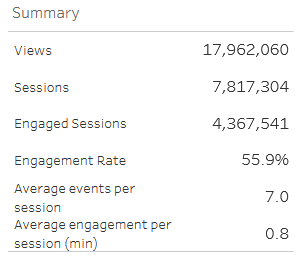 Summary
Views 17,962,060
Sessions 7,817,304
Engaged Sessions 4,367,541
Engagement Rate 55.9%
Average events per
session 7.0
Average engagement per
session (min) 0.8